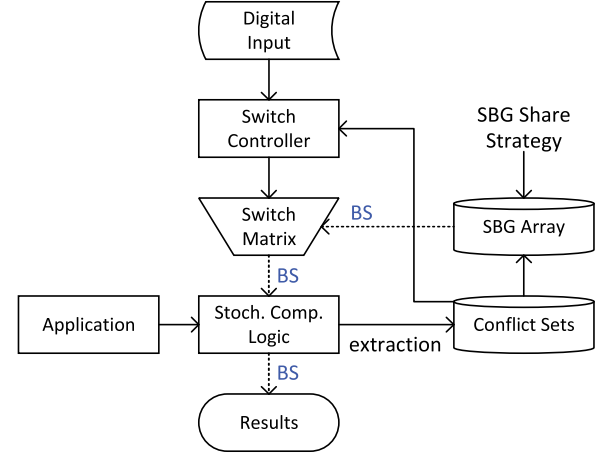 Digital
Input
Switch
Controller
SBG Share
Strategy
Switch
Matrix
BS
SBG Array
BS
Application
Stoch. Comp.
Logic
extraction
Conflict Sets
BS
Results